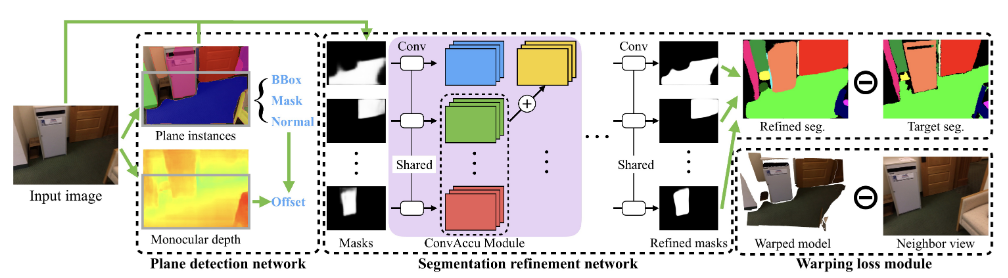 Input image
Plane instances
BBox
Mask
Normal
Offset
Monocular depth
Plane detection network
Masks
Conv
Shared
ConvAccu Module
Conv
Shared
Refined masks
Segmentation refinement network
Refined seg.
Target seg.
Warped model
Neighbor view
Warping loss module